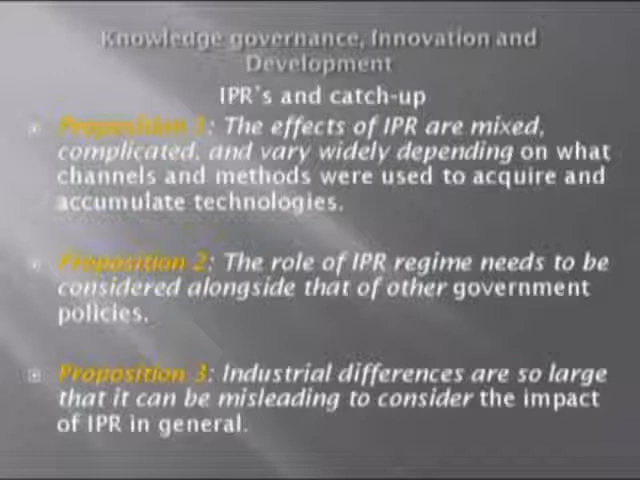 Knowledge governance, Innovation and
Development
IPR's and catch-up
Proposition 1: The effects of IPR are mixed,
complicated, and vary widely depending on what
channels and methods were used to acquire and
accumulate technologies.
Proposition 2: The role of IPR regime needs to be
considered alongside that of other government
policies.
Proposition 3: Industrial differences are so large
that it can be misleading to consider the impact
of IPR in general.